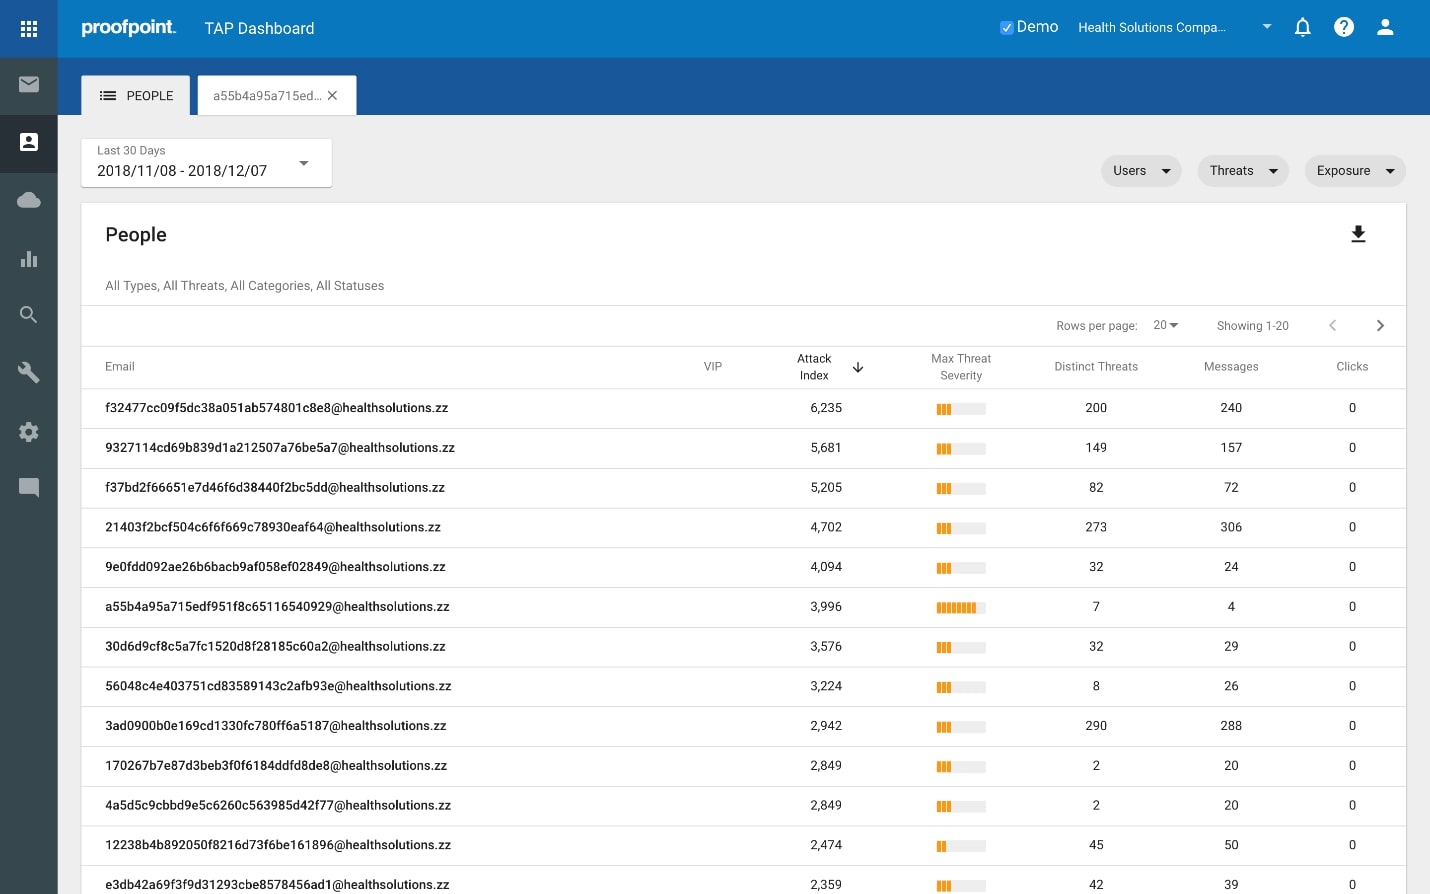 proofpoint. TAP Dashboard Demo Health Solutions Compa...
PEOPLE a55b4a95a715ed... ✕
Last 30 Days
2018/11/08 - 2018/12/07
Users Threats Exposure
People
All Types, All Threats, All Categories, All Statuses
Rows per page: 20 Showing 1-20
Email VIP Attack Index Max Threat Severity Distinct Threats Messages Clicks
f32477cc09f5dc38a051ab574801c8e8@healthsolutions.zz 6,235 200 240 0
9327114cd69b839d1a212507a76be5a7@healthsolutions.zz 5,681 149 157 0
f37bd2f66651e7d46f6d38440f2bc5dd@healthsolutions.zz 5,205 82 72 0
21403f2bcf504c6f6f669c78930eaf64@healthsolutions.zz 4,702 273 306 0
9e0fdd092ae26b6bacb9af058ef02849@healthsolutions.zz 4,094 32 24 0
a55b4a95a715edf951f8c65116540929@healthsolutions.zz 3,996 7 4 0
30d6d9cf8c5a7fc1520d8f28185c60a2@healthsolutions.zz 3,576 32 29 0
56048c4e403751cd83589143c2afb93e@healthsolutions.zz 3,224 8 26 0
3ad0900b0e169cd1330fc780ff6a5187@healthsolutions.zz 2,942 290 288 0
170267b7e87d3beb3f0f6184ddfd8de8@healthsolutions.zz 2,849 2 20 0
4a5d5c9cbbd9e5c6260c563985d42f77@healthsolutions.zz 2,849 2 20 0
12238b4b892050f8216d73f6be161896@healthsolutions.zz 2,474 45 50 0
e3db42a69f3f9d31293cbe8578456ad1@healthsolutions.zz 2,359 42 39 0